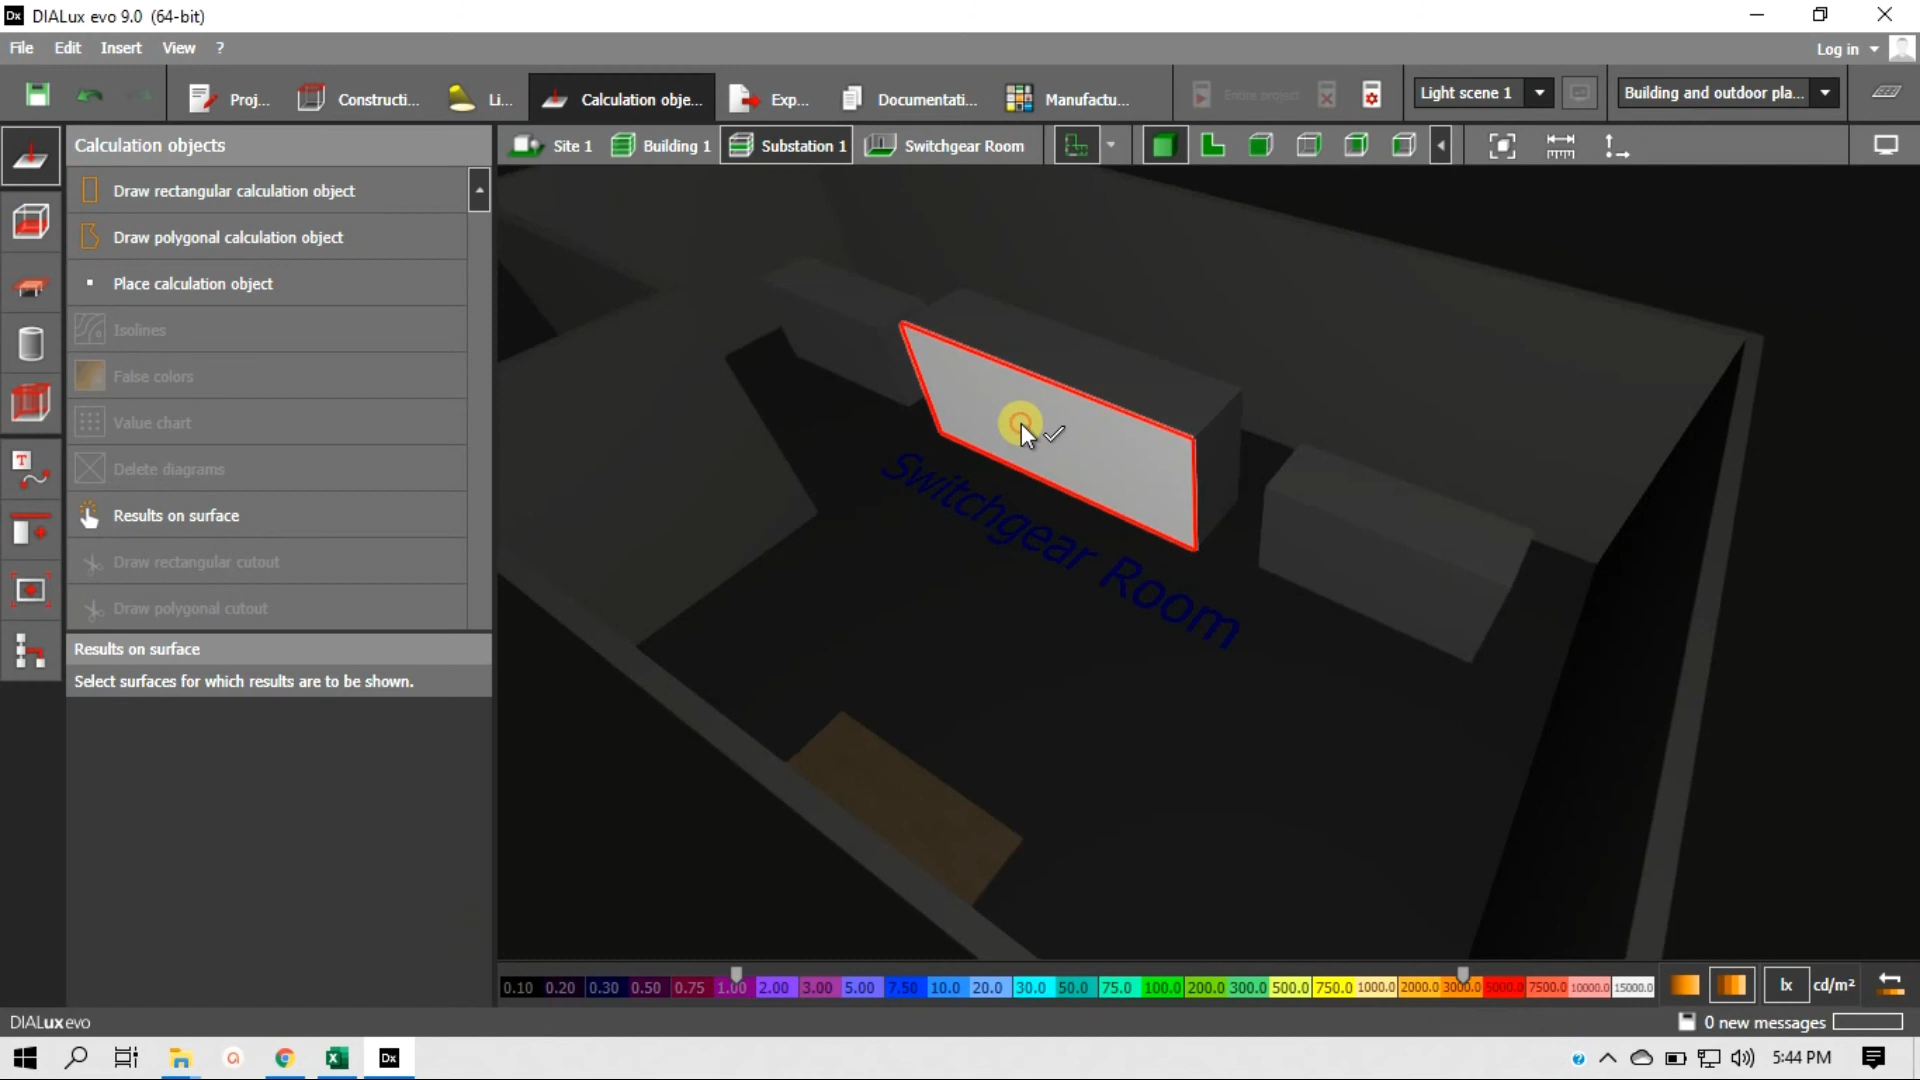 Dx DIALux evo 9.0 (64-bit)
File Edit Insert View ?
Log in
Proj... Constructi... Li... Calculation obje... Exp... Documentati... Manufactu... Entire project Light scene 1 Building and outdoor pla...
Calculation objects
Site 1 Building 1 Substation 1 Switchgear Room
Draw rectangular calculation object
Draw polygonal calculation object
Place calculation object
Isolines
False colors
Value chart
Delete diagrams
Results on surface
Draw rectangular cutout
Draw polygonal cutout
Results on surface
Select surfaces for which results are to be shown.
T
Switchgear Room
0.10 0.20 0.30 0.50 0.75 1.00 2.00 3.00 5.00 7.50 10.0 20.0 30.0 50.0 75.0 100.0 200.0 300.0 500.0 750.0 1000.0 2000.0 3000.0 5000.0 7500.0 10000.0 15000.0 lx cd/m²
DIALux evo
0 new messages
a X Dx
5:44 PM